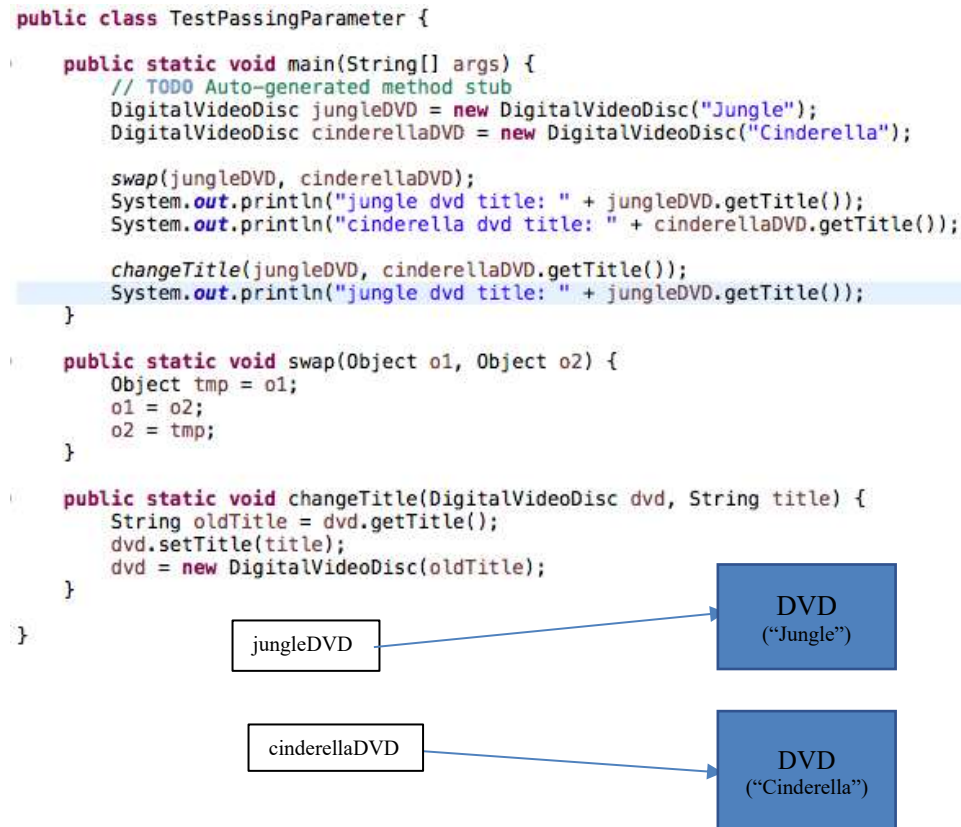 public class TestPassingParameter {
public static void main(String[] args) {
// TODO Auto-generated method stub
DigitalVideoDisc jungleDVD = new DigitalVideoDisc("Jungle");
DigitalVideoDisc cinderellaDVD = new DigitalVideoDisc("Cinderella");
swap(jungleDVD, cinderellaDVD);
System.out.println("jungle dvd title: " + jungleDVD.getTitle());
System.out.println("cinderella dvd title: " + cinderellaDVD.getTitle());
changeTitle(jungleDVD, cinderellaDVD.getTitle());
System.out.println("jungle dvd title: " + jungleDVD.getTitle());
}
public static void swap(Object o1, Object o2) {
Object tmp = o1;
o1 = o2;
o2 = tmp;
}
public static void changeTitle(DigitalVideoDisc dvd, String title) {
String oldTitle = dvd.getTitle();
dvd.setTitle(title);
dvd = new DigitalVideoDisc(oldTitle);
}
}
jungleDVD
DVD
(“Jungle”)
cinderellaDVD
DVD
(“Cinderella”)